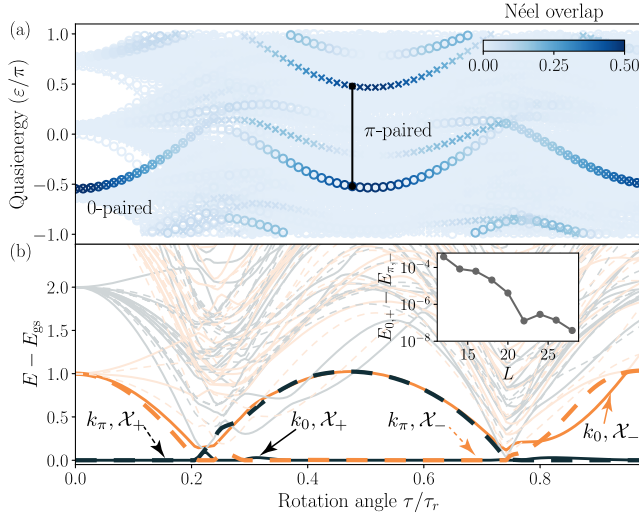 Néel overlap
(a)
0.00 0.25 0.50
1.0
0.5
0.0
−0.5
−1.0
Quasienergy (ε/π)
π-paired
0-paired
(b)
2.0
1.5
1.0
0.5
0.0
E − E_gs
E_{0,+} − E_{π,−}
10^{−4}
10^{−6}
10^{−8}
15 20 25
L
k_π, 𝒳_+
k_0, 𝒳_+
k_π, 𝒳_−
k_0, 𝒳_−
0.0 0.2 0.4 0.6 0.8
Rotation angle τ/τ_r